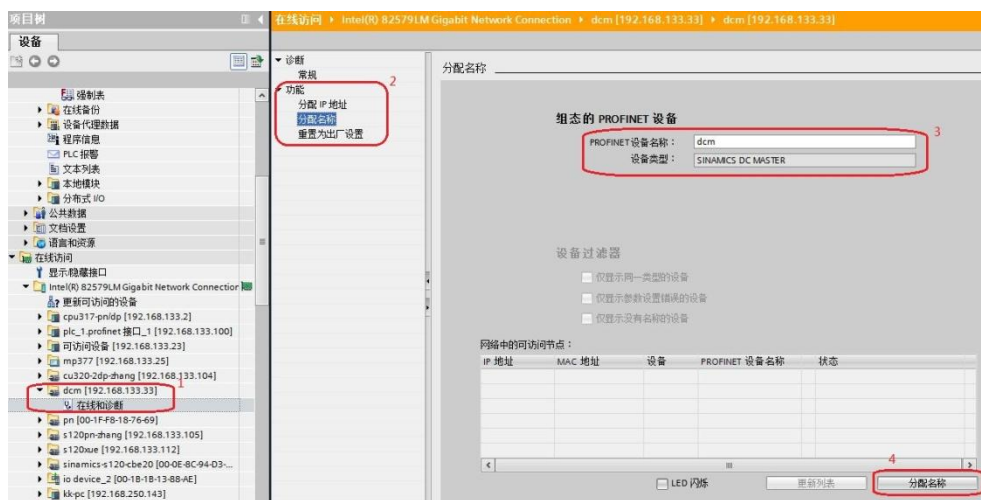 项目树
在线访问 ▸ Intel(R) 82579LM Gigabit Network Connection ▸ dcm [192.168.133.33] ▸ dcm [192.168.133.33]
设备
强制表
在线备份
设备代理数据
程序信息
PLC 报警
文本列表
本地模块
分布式 I/O
公共数据
文档设置
语言和资源
在线访问
显示/隐藏接口
Intel(R) 82579LM Gigabit Network Connection
更新可访问的设备
cpu317-pn/dp [192.168.133.2]
plc_1.profinet 接口_1 [192.168.133.100]
可访问设备 [192.168.133.23]
mp377 [192.168.133.25]
cu320-2dp-zhang [192.168.133.104]
dcm [192.168.133.33]
1
在线和诊断
pn [00-1F-F8-18-76-69]
s120pn-zhang [192.168.133.105]
s120xue [192.168.133.112]
sinamics-s120-cbe20 [00-0E-8C-94-D3-...
io device_2 [00-1B-1B-13-88-AE]
kk-pc [192.168.250.143]
诊断
常规
2
功能
分配 IP 地址
分配名称
重置为出厂设置
分配名称
组态的 PROFINET 设备
3
PROFINET设备名称： dcm
设备类型： SINAMICS DC MASTER
设备过滤器
仅显示同一类型的设备
仅显示参数设置错误的设备
仅显示没有名称的设备
网络中的可访问节点：
IP 地址 MAC 地址 设备 PROFINET 设备名称 状态
4
LED 闪烁 更新列表 分配名称